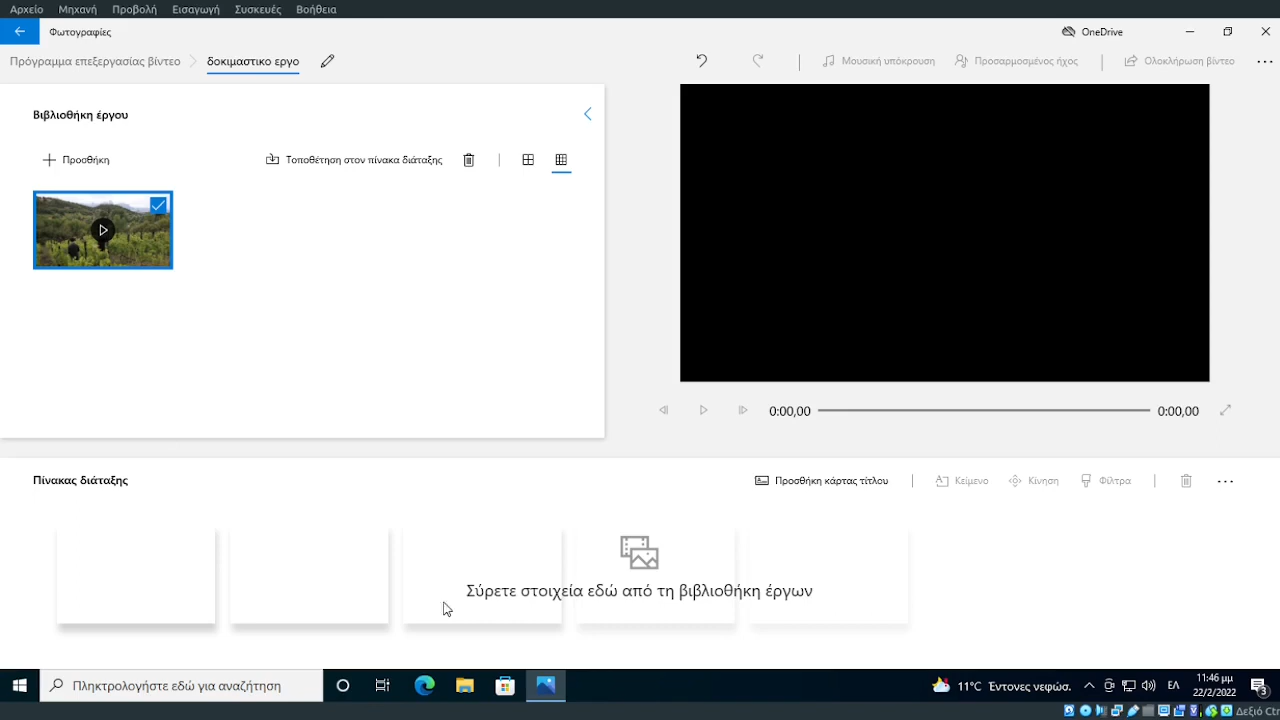 Αρχείο Μηχανή Προβολή Εισαγωγή Συσκευές Βοήθεια
Φωτογραφίες OneDrive
Πρόγραμμα επεξεργασίας βίντεο δοκιμαστικο εργο Μουσική υπόκρουση Προσαρμοσμένος ήχος Ολοκλήρωση βίντεο
Βιβλιοθήκη έργου
Προσθήκη Τοποθέτηση στον πίνακα διάταξης
0:00,00 0:00,00
Πίνακας διάταξης Προσθήκη κάρτας τίτλου Κείμενο Κίνηση Φίλτρα
Σύρετε στοιχεία εδώ από τη βιβλιοθήκη έργων
Πληκτρολογήστε εδώ για αναζήτηση 11°C Έντονες νεφώσ. ΕΛ 11:46 μμ
22/2/2022 3
Δεξιό Ctr